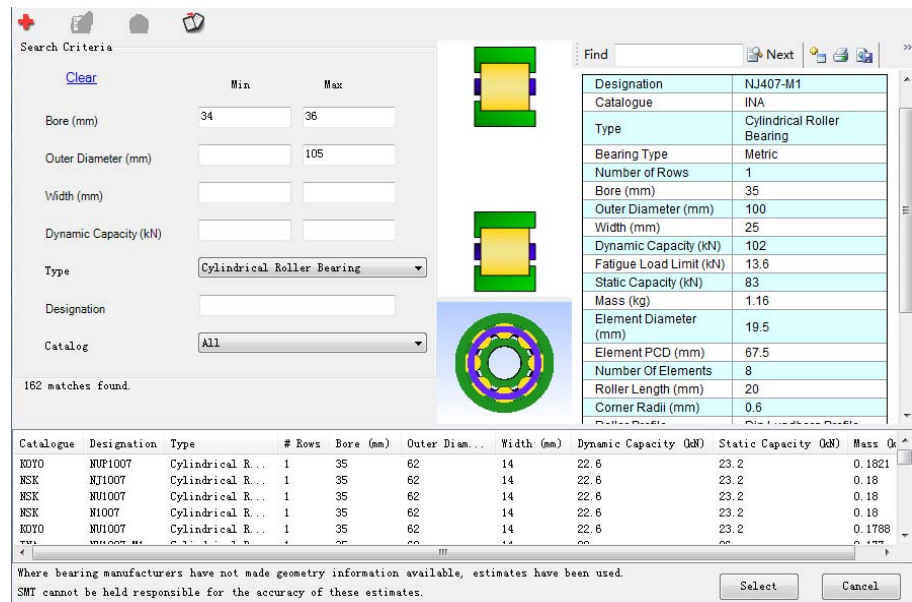 Search Criteria
Clear
Min Max
Bore (mm) 34 36
Outer Diameter (mm) 105
Width (mm)
Dynamic Capacity (kN)
Type Cylindrical Roller Bearing
Designation
Catalog All
162 matches found.
Find Next »
Designation NJ407-M1
Catalogue INA
Type Cylindrical Roller
Bearing
Bearing Type Metric
Number of Rows 1
Bore (mm) 35
Outer Diameter (mm) 100
Width (mm) 25
Dynamic Capacity (kN) 102
Fatigue Load Limit (kN) 13.6
Static Capacity (kN) 83
Mass (kg) 1.16
Element Diameter
(mm) 19.5
Element PCD (mm) 67.5
Number Of Elements 8
Roller Length (mm) 20
Corner Radii (mm) 0.6
Catalogue Designation Type # Rows Bore (mm) Outer Diam... Width (mm) Dynamic Capacity (kN) Static Capacity (kN) Mass (k
KOYO NUP1007 Cylindrical R... 1 35 62 14 22.6 23.2 0.1821
NSK NJ1007 Cylindrical R... 1 35 62 14 22.6 23.2 0.18
NSK NU1007 Cylindrical R... 1 35 62 14 22.6 23.2 0.18
NSK N1007 Cylindrical R... 1 35 62 14 22.6 23.2 0.18
KOYO NU1007 Cylindrical R... 1 35 62 14 22.6 23.2 0.1788
Where bearing manufacturers have not made geometry information available, estimates have been used.
SMT cannot be held responsible for the accuracy of these estimates.
Select Cancel